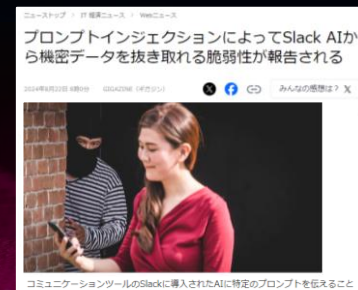 ニューストップ > IT 経済ニュース > Webニュース
プロンプトインジェクションによってSlack AIか
ら機密データを抜き取れる脆弱性が報告される
2024年8月22日 8時0分 GIGAZINE（ギガジン）
みんなの感想は？
コミュニケーションツールのSlackに導入されたAIに特定のプロンプトを伝えること